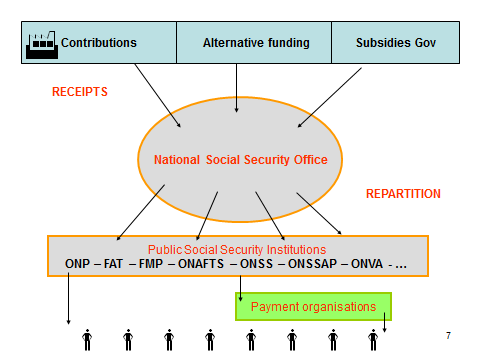 Contributions
Alternative funding
Subsidies Gov
RECEIPTS
National Social Security Office
REPARTITION
Public Social Security Institutions
ONP – FAT – FMP – ONAFTS – ONSS – ONSSAP – ONVA - ...
Payment organisations
7